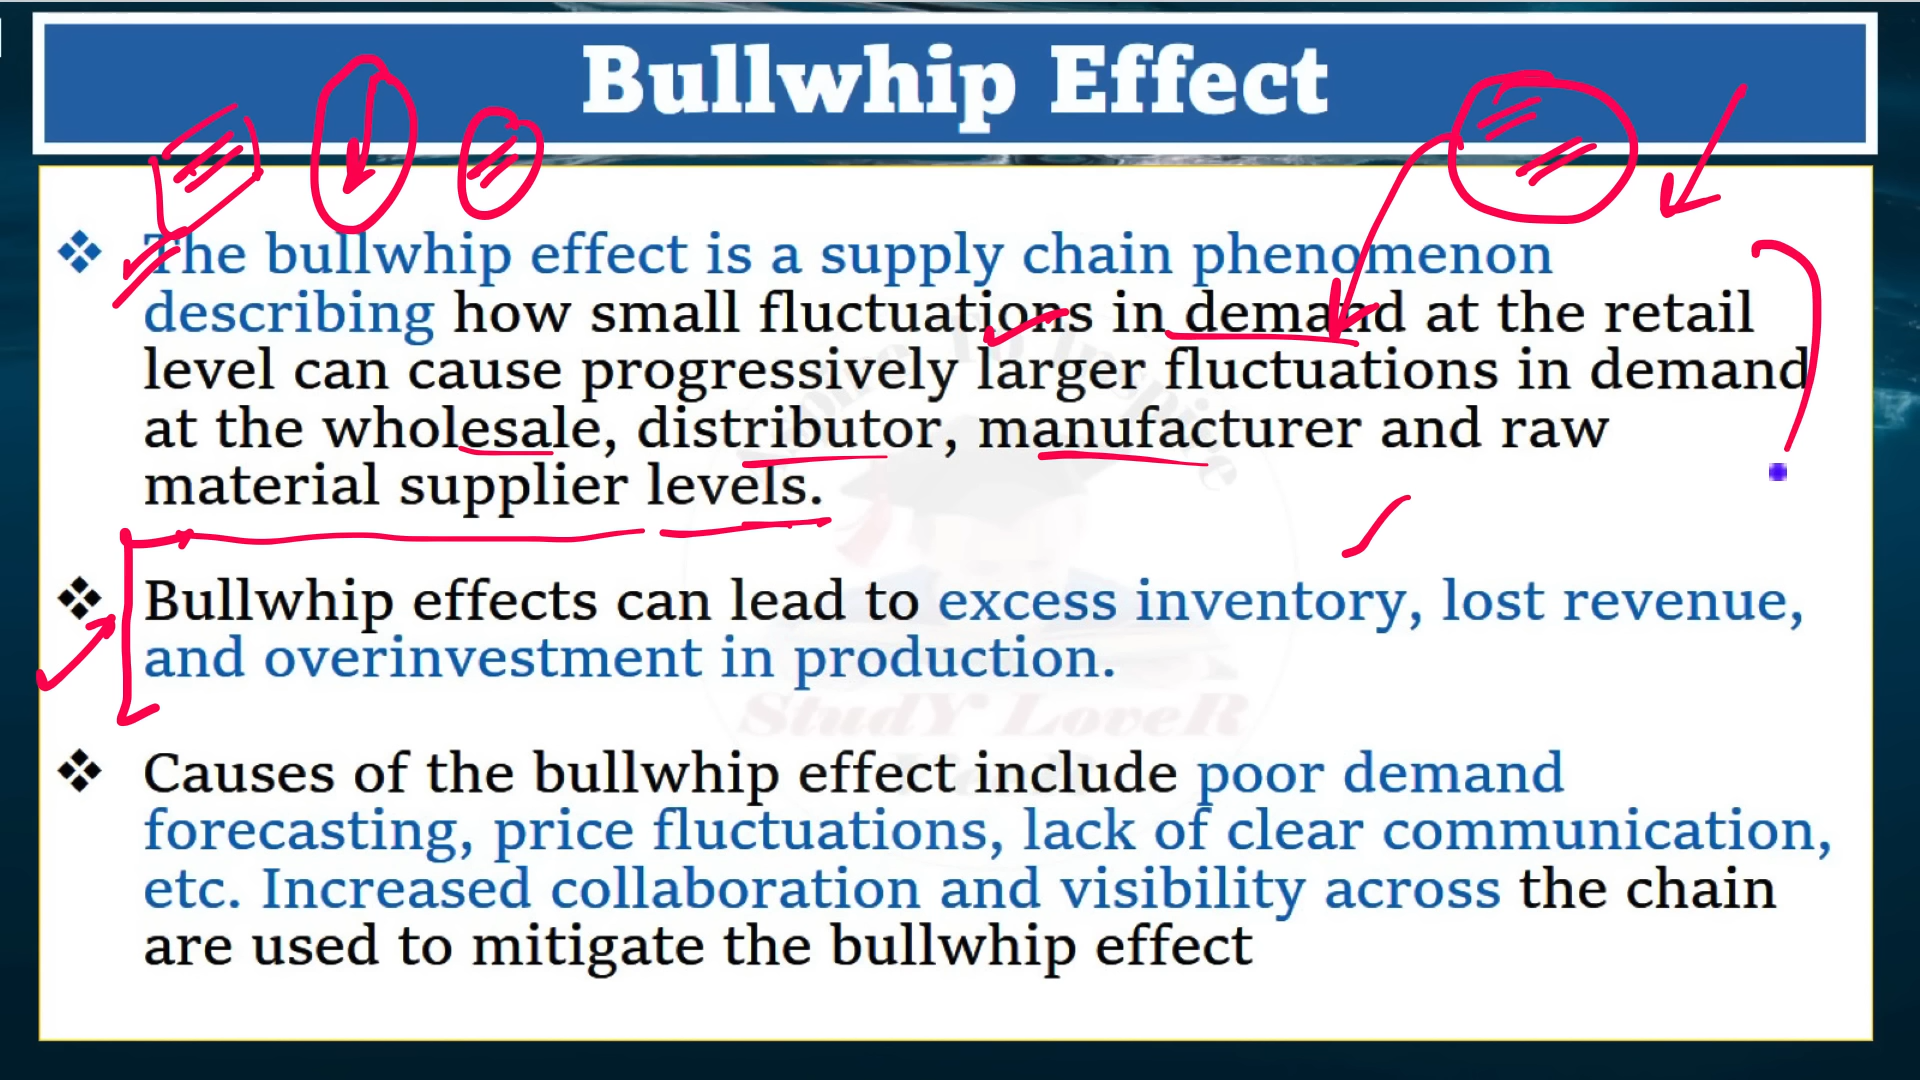 Bullwhip Effect
The bullwhip effect is a supply chain phenomenon
describing how small fluctuations in demand at the retail
level can cause progressively larger fluctuations in demand
at the wholesale, distributor, manufacturer and raw
material supplier levels.
Bullwhip effects can lead to excess inventory, lost revenue,
and overinvestment in production.
StudY LoveR
Causes of the bullwhip effect include poor demand
forecasting, price fluctuations, lack of clear communication,
etc. Increased collaboration and visibility across the chain
are used to mitigate the bullwhip effect